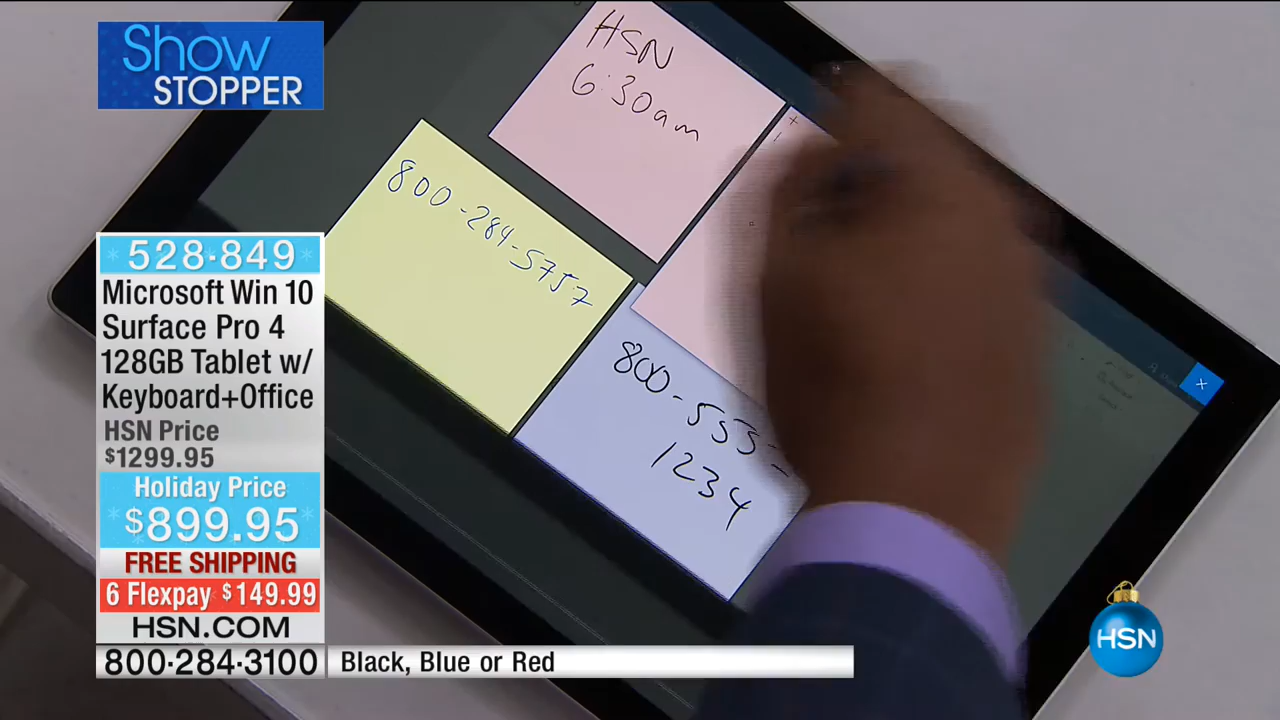 Show
STOPPER
528·849
Microsoft Win 10
Surface Pro 4
128GB Tablet w/
Keyboard+Office
HSN Price
$1299.95
Holiday Price
$899.95
FREE SHIPPING
6 Flexpay $149.99
HSN.COM
800·284·3100
Black, Blue or Red
HSN
6:30am
800-284-5757
800-555-
1234
HSN